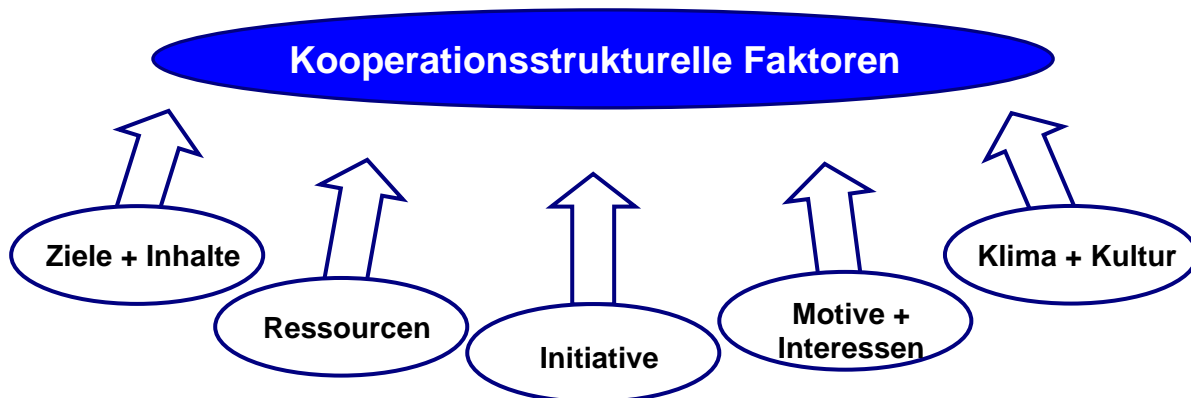 Kooperationsstrukturelle Faktoren
Ziele + Inhalte
Ressourcen
Initiative
Motive +
Interessen
Klima + Kultur